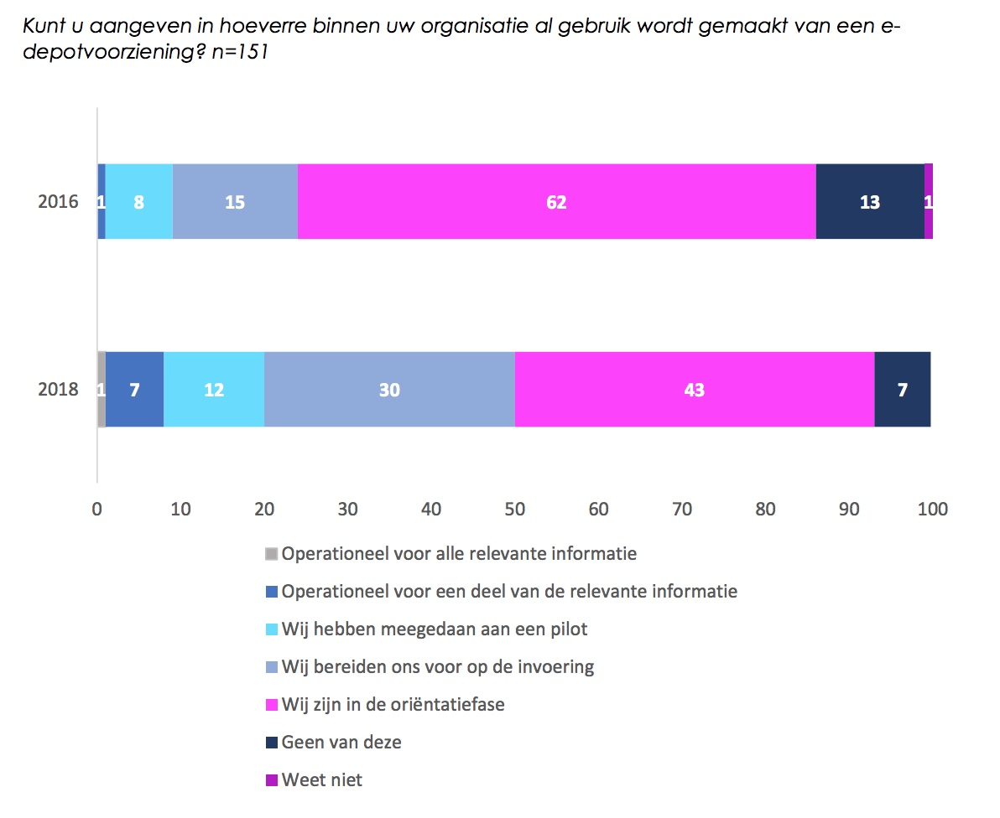 Kunt u aangeven in hoeverre binnen uw organisatie al gebruik wordt gemaakt van een e-
depotvoorziening? n=151
2016 1 8 15 62 13 1
2018 1 7 12 30 43 7
0 10 20 30 40 50 60 70 80 90 100
Operationeel voor alle relevante informatie
Operationeel voor een deel van de relevante informatie
Wij hebben meegedaan aan een pilot
Wij bereiden ons voor op de invoering
Wij zijn in de oriëntatiefase
Geen van deze
Weet niet